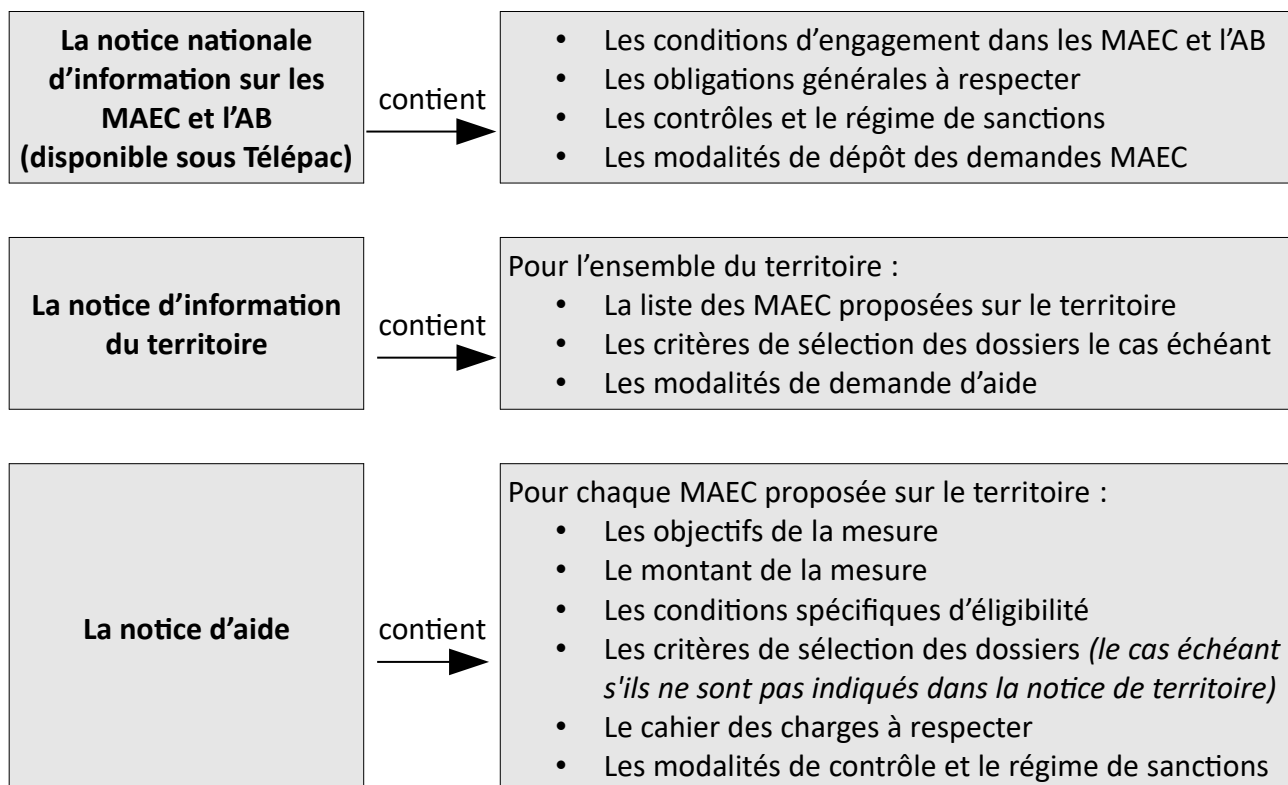 La notice nationale
d’information sur les
MAEC et l’AB
(disponible sous Télépac)
contient
• Les conditions d’engagement dans les MAEC et l’AB
• Les obligations générales à respecter
• Les contrôles et le régime de sanctions
• Les modalités de dépôt des demandes MAEC
La notice d’information
du territoire
contient
Pour l’ensemble du territoire :
• La liste des MAEC proposées sur le territoire
• Les critères de sélection des dossiers le cas échéant
• Les modalités de demande d’aide
La notice d’aide
contient
Pour chaque MAEC proposée sur le territoire :
• Les objectifs de la mesure
• Le montant de la mesure
• Les conditions spécifiques d’éligibilité
• Les critères de sélection des dossiers (le cas échéant
s'ils ne sont pas indiqués dans la notice de territoire)
• Le cahier des charges à respecter
• Les modalités de contrôle et le régime de sanctions